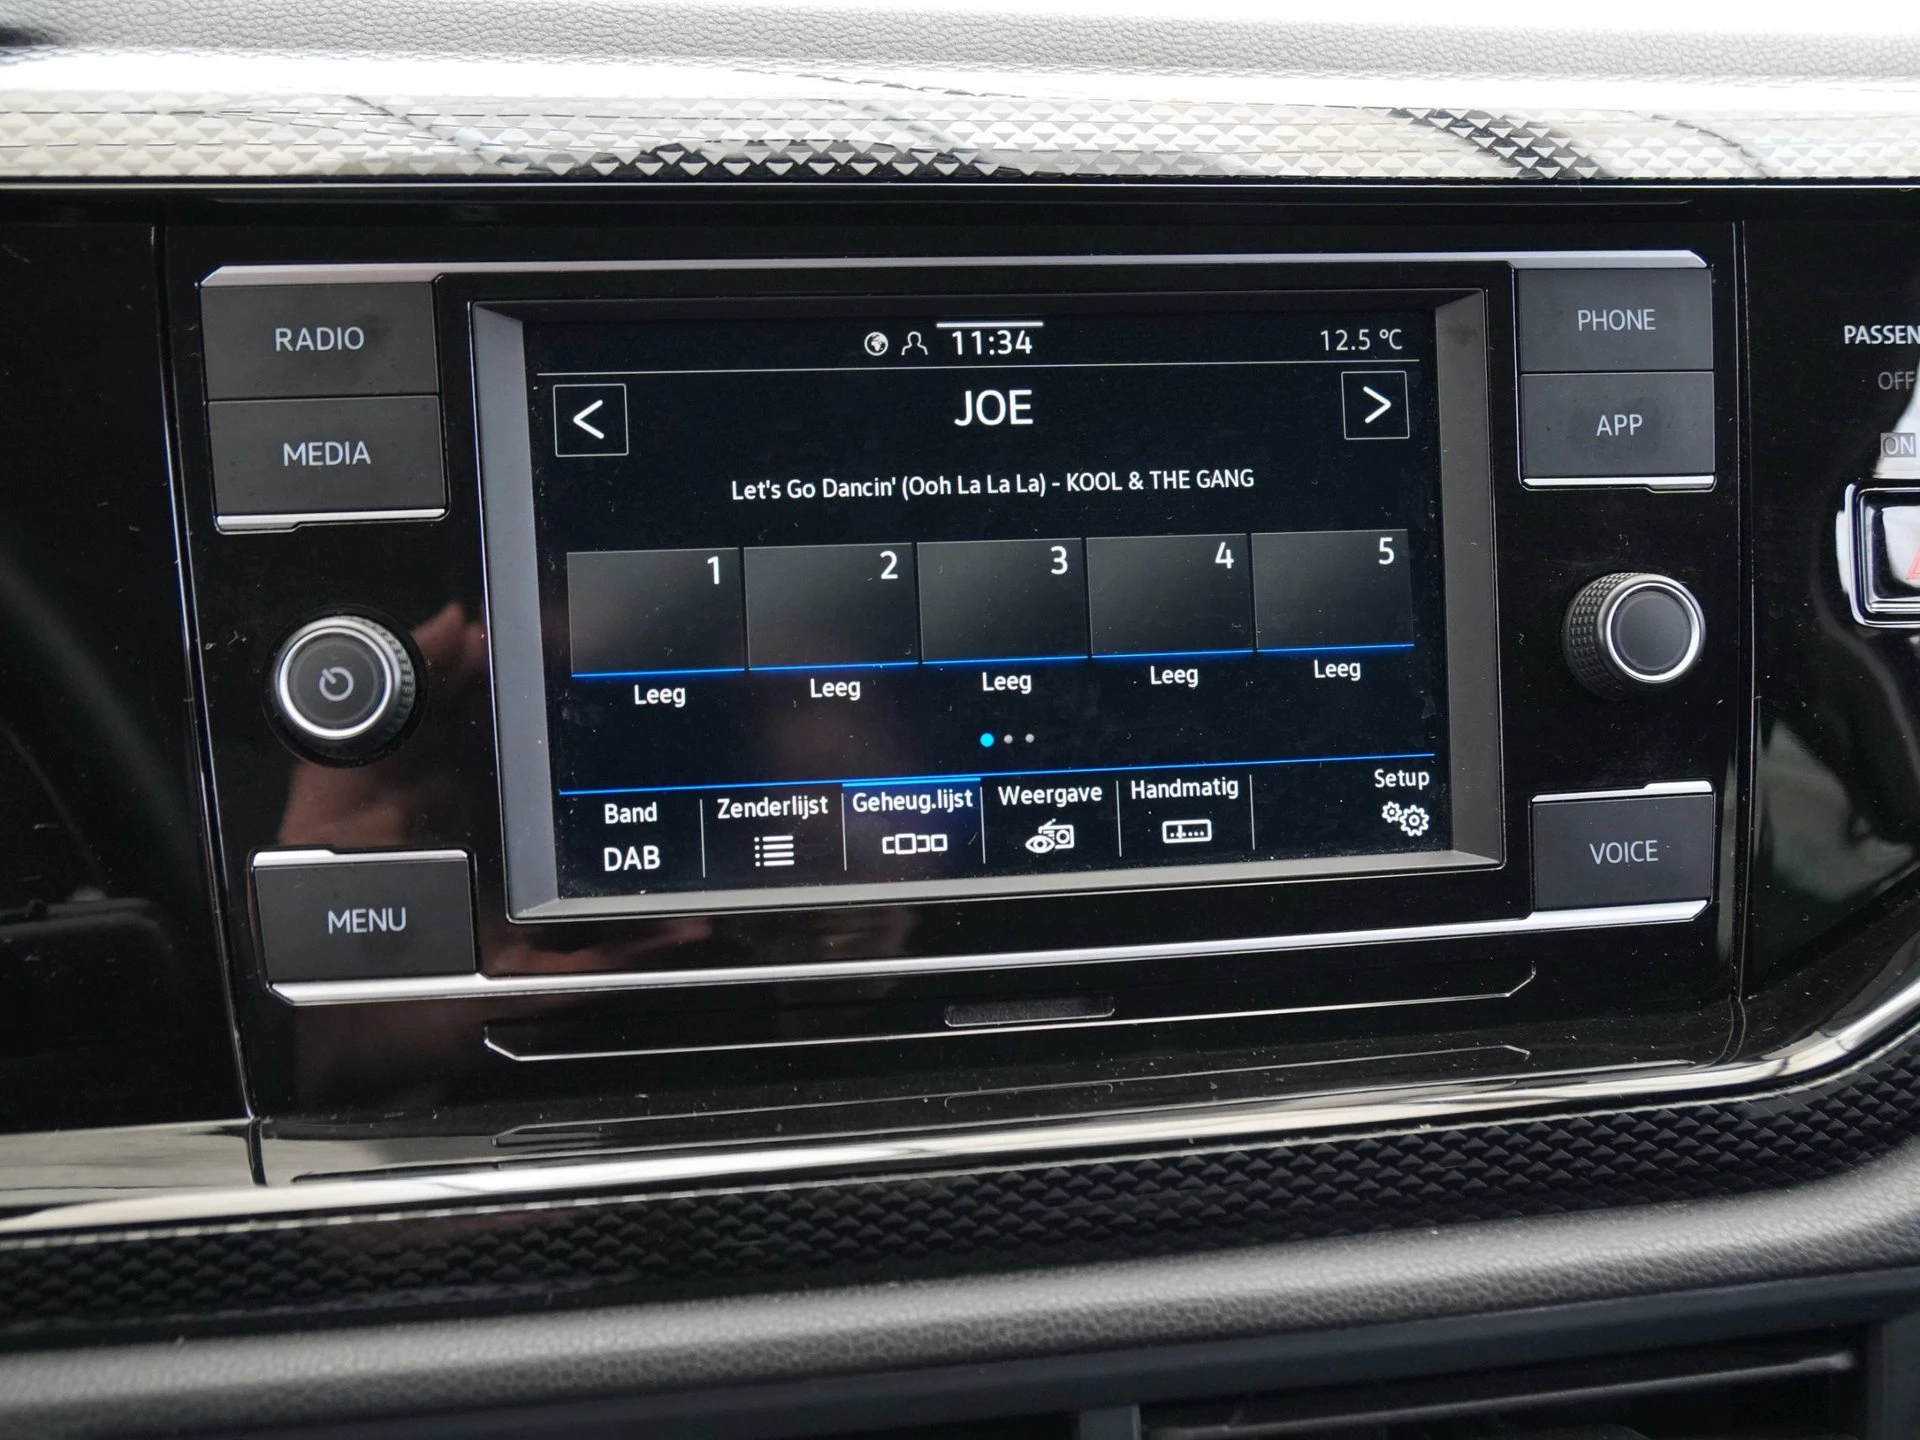 RADIO
MEDIA
MENU
11:34
12.5 °C
<
JOE
>
Let's Go Dancin' (Ooh La La La) - KOOL & THE GANG
1
2
3
4
5
Leeg
Leeg
Leeg
Leeg
Leeg
Band
DAB
Zenderlijst
Geheug.lijst
Weergave
Handmatig
Setup
PHONE
APP
VOICE
PASSEN
OFF
ON